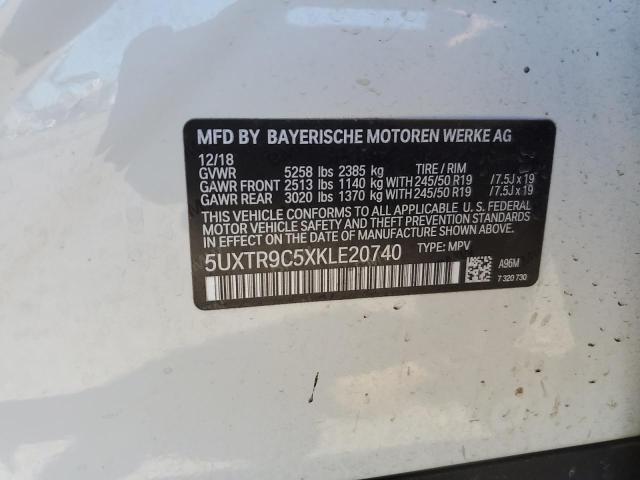 MFD BY BAYERISCHE MOTOREN WERKE AG
12/18
GVWR 5258 lbs 2385 kg TIRE / RIM
GAWR FRONT 2513 lbs 1140 kg WITH 245/50 R19 /7.5J x 19
GAWR REAR 3020 lbs 1370 kg WITH 245/50 R19 /7.5J x 19
THIS VEHICLE CONFORMS TO ALL APPLICABLE U. S. FEDERAL
MOTOR VEHICLE SAFETY, BUMPER, AND THEFT PREVENTION
STANDARDS IN EFFECT ON THE DATE OF MANUFACTURE SHOWN ABOVE.
5UXTR9C5XKLE20740 TYPE: MPV
A96M
7 320 730